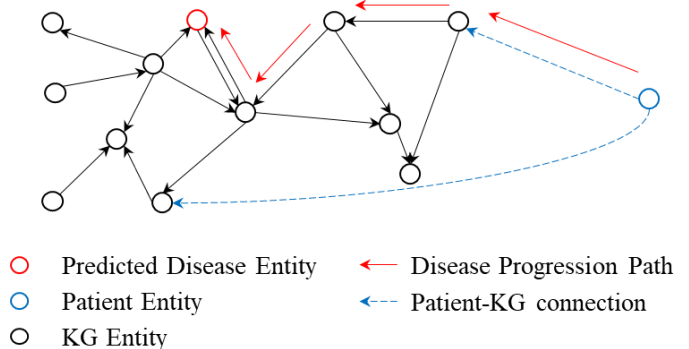 Predicted Disease Entity
Disease Progression Path
Patient Entity
Patient-KG connection
KG Entity